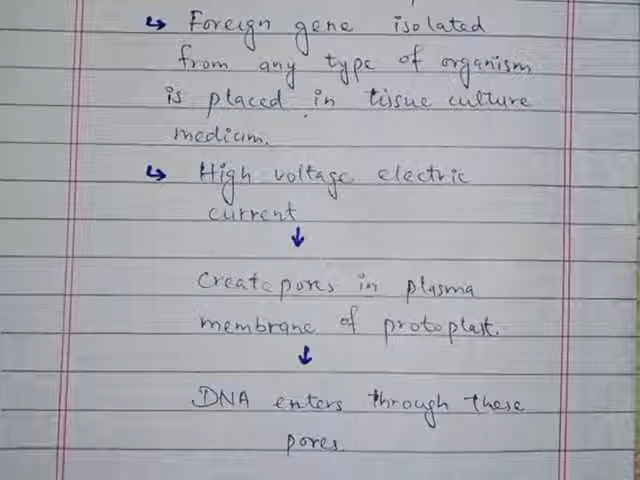 ↳ Foreign gene isolated
from any type of organism
is placed in tissue culture
medium.
↳ High voltage electric
current
↓
Create pores in plasma
membrane of protoplast.
↓
DNA enters through these
pores.